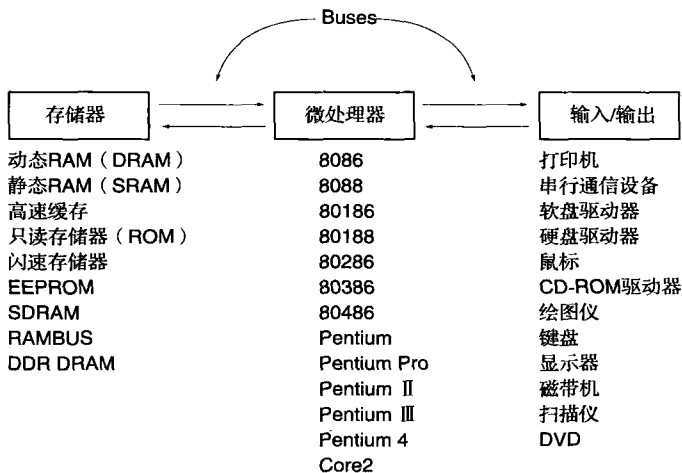 Buses
存储器
微处理器
输入/输出
动态RAM（DRAM）
静态RAM（SRAM）
高速缓存
只读存储器（ROM）
闪速存储器
EEPROM
SDRAM
RAMBUS
DDR DRAM
8086
8088
80186
80188
80286
80386
80486
Pentium
Pentium Pro
Pentium Ⅱ
Pentium Ⅲ
Pentium 4
Core2
打印机
串行通信设备
软盘驱动器
硬盘驱动器
鼠标
CD-ROM驱动器
绘图仪
键盘
显示器
磁带机
扫描仪
DVD